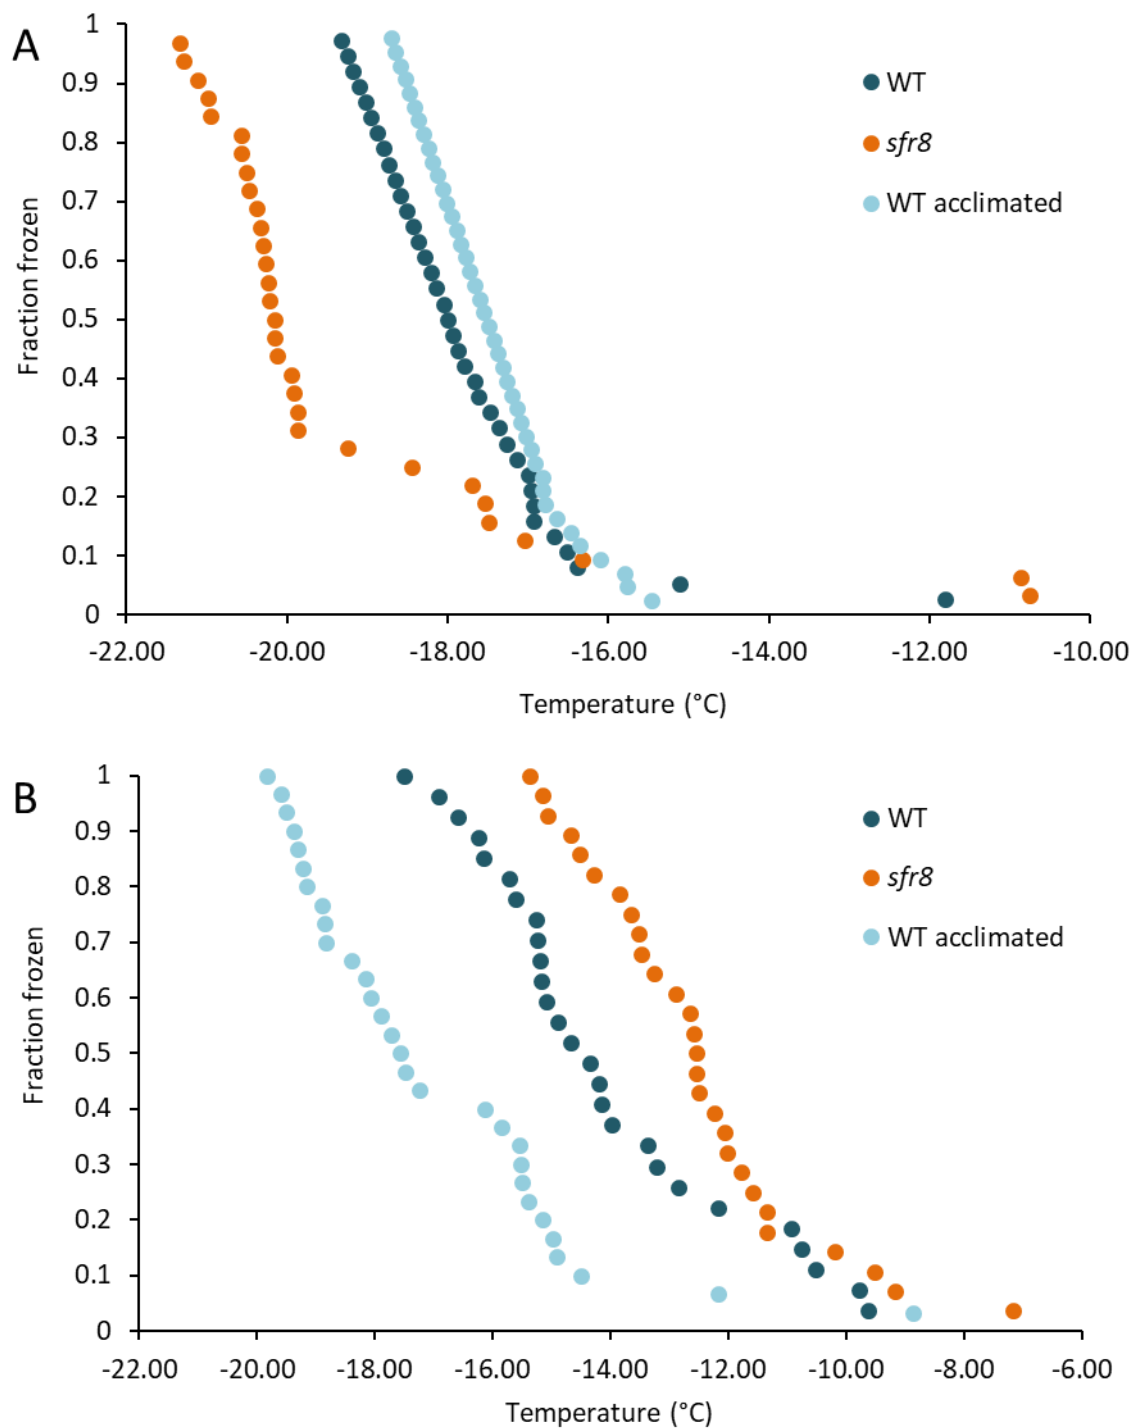 A
1
0.9
0.8
0.7
0.6
0.5
0.4
0.3
0.2
0.1
0
Fraction frozen
WT
sfr8
WT acclimated
-22.00 -20.00 -18.00 -16.00 -14.00 -12.00 -10.00
Temperature (°C)
B
1
0.9
0.8
0.7
0.6
0.5
0.4
0.3
0.2
0.1
0
Fraction frozen
WT
sfr8
WT acclimated
-22.00 -20.00 -18.00 -16.00 -14.00 -12.00 -10.00 -8.00 -6.00
Temperature (°C)